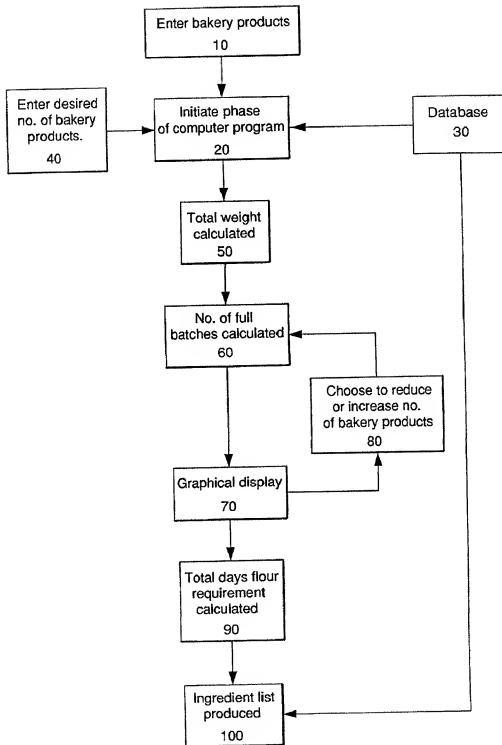 Enter bakery products
10
Enter desired
no. of bakery
products.
40
Initiate phase
of computer program
20
Database
30
Total weight
calculated
50
No. of full
batches calculated
60
Choose to reduce
or increase no.
of bakery products
80
Graphical display
70
Total days flour
requirement
calculated
90
Ingredient list
produced
100